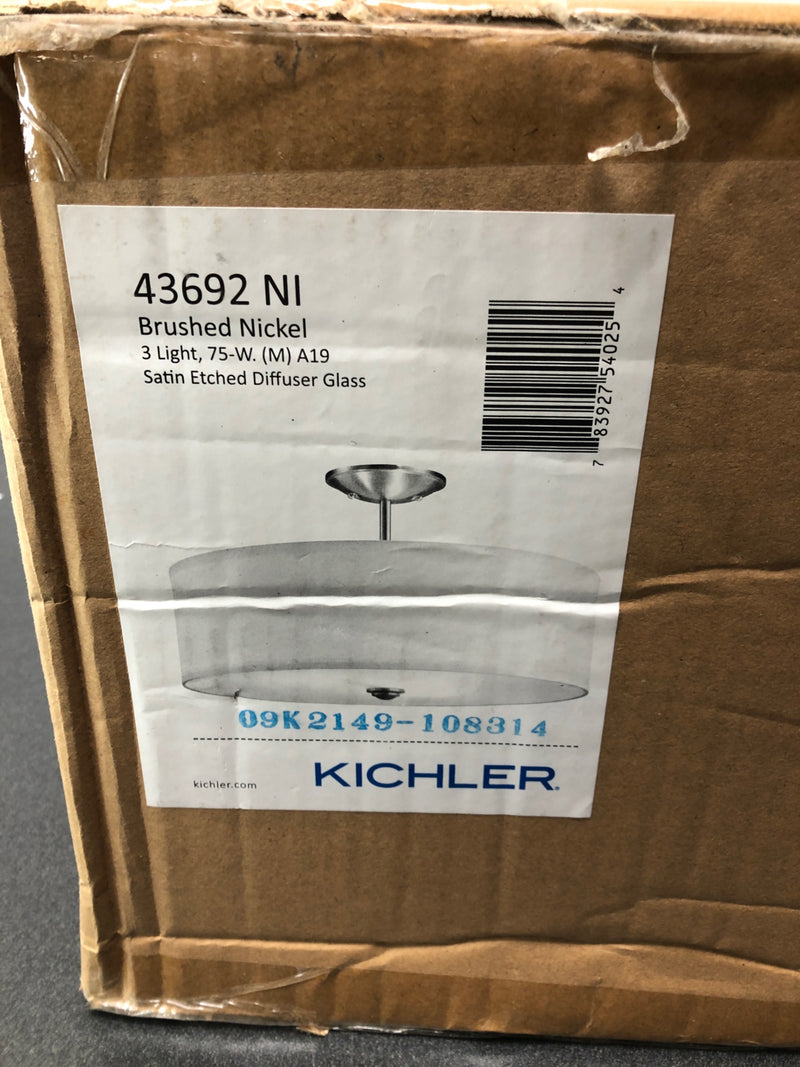 43692 NI
Brushed Nickel
3 Light, 75-W. (M) A19
Satin Etched Diffuser Glass
7 83927 54025 4
09K2149-108314
kichler.com
KICHLER.